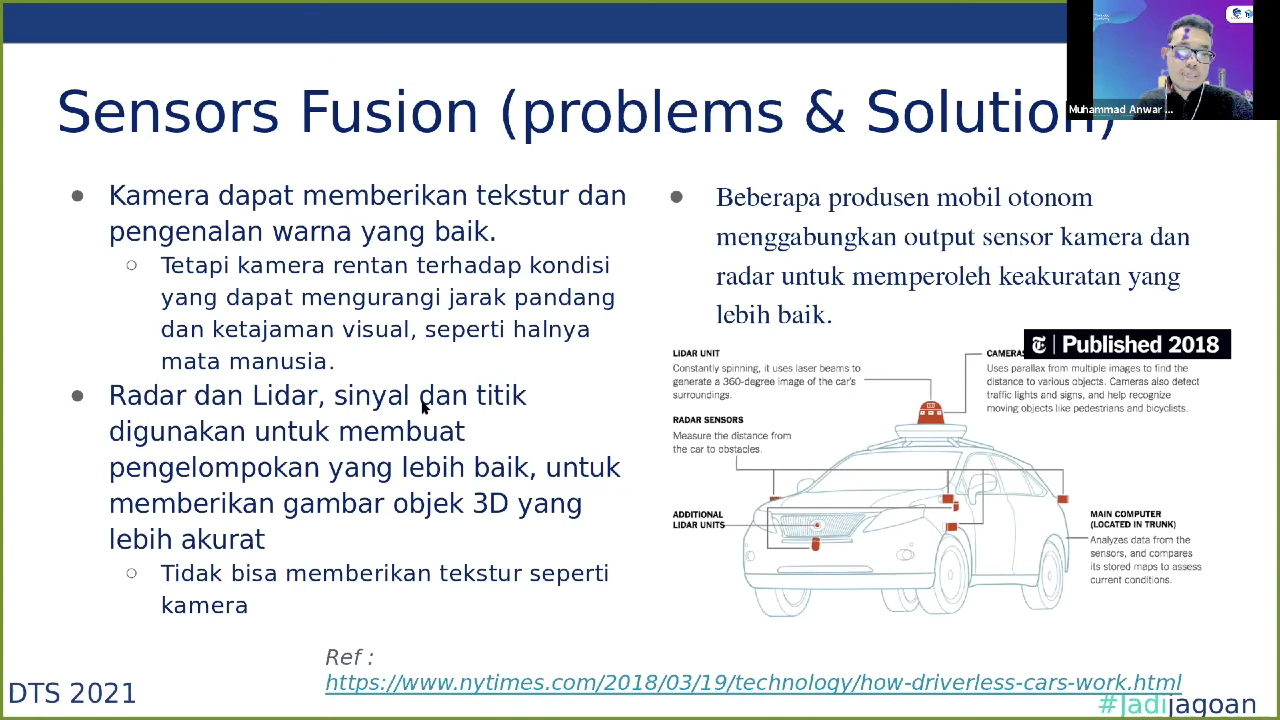 Muhammad Anwar ...
Sensors Fusion (problems & Solution)
● Kamera dapat memberikan tekstur dan
pengenalan warna yang baik.
○ Tetapi kamera rentan terhadap kondisi
yang dapat mengurangi jarak pandang
dan ketajaman visual, seperti halnya
mata manusia.
● Radar dan Lidar, sinyal dan titik
digunakan untuk membuat
pengelompokan yang lebih baik, untuk
memberikan gambar objek 3D yang
lebih akurat
○ Tidak bisa memberikan tekstur seperti
kamera
● Beberapa produsen mobil otonom
menggabungkan output sensor kamera dan
radar untuk memperoleh keakuratan yang
lebih baik.
T | Published 2018
LIDAR UNIT
Constantly spinning, it uses laser beams to
generate a 360-degree image of the car's
surroundings.
CAMERAS
Uses parallax from multiple images to find the
distance to various objects. Cameras also detect
traffic lights and signs, and help recognize
moving objects like pedestrians and bicyclists.
RADAR SENSORS
Measure the distance from
the car to obstacles.
ADDITIONAL
LIDAR UNITS
MAIN COMPUTER
(LOCATED IN TRUNK)
Analyzes data from the
sensors, and compares
its stored maps to assess
current conditions.
Ref :
https://www.nytimes.com/2018/03/19/technology/how-driverless-cars-work.html
DTS 2021
#Jadijagoan